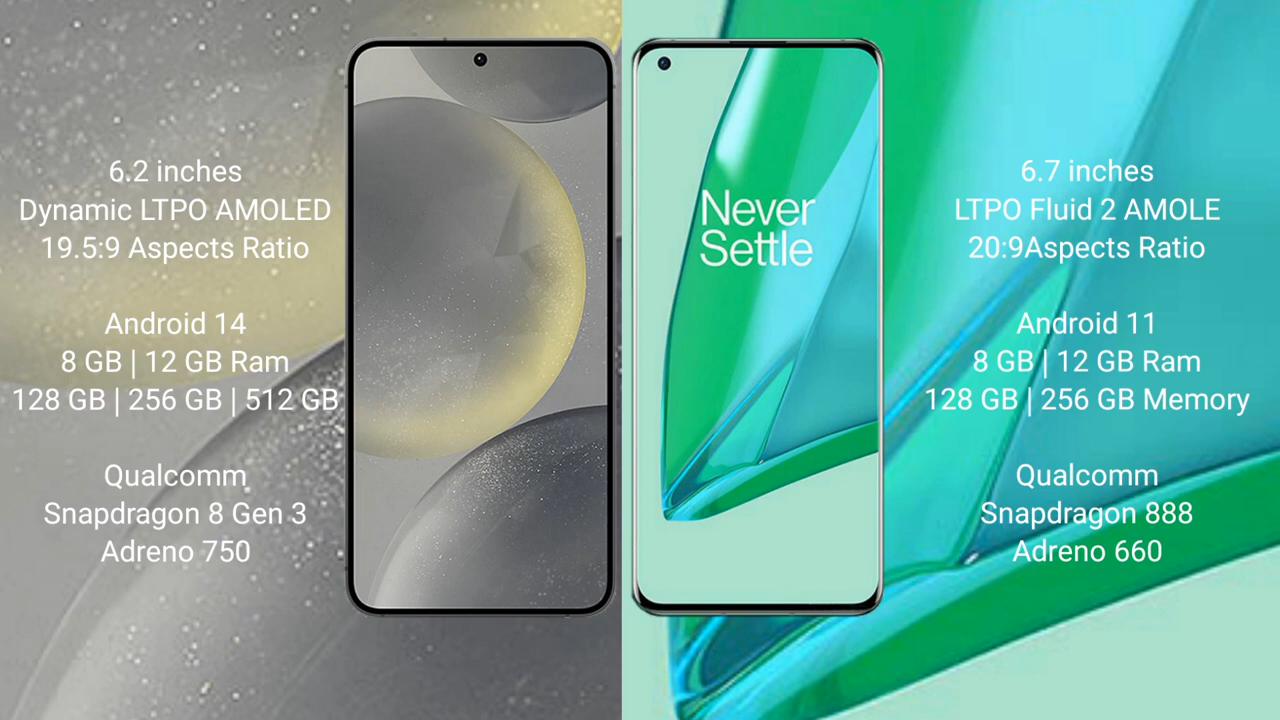 6.2 inches
Dynamic LTPO AMOLED
19.5:9 Aspects Ratio
Android 14
8 GB | 12 GB Ram
128 GB | 256 GB | 512 GB
Qualcomm
Snapdragon 8 Gen 3
Adreno 750
Never
Settle
6.7 inches
LTPO Fluid 2 AMOLE
20:9Aspects Ratio
Android 11
8 GB | 12 GB Ram
128 GB | 256 GB Memory
Qualcomm
Snapdragon 888
Adreno 660